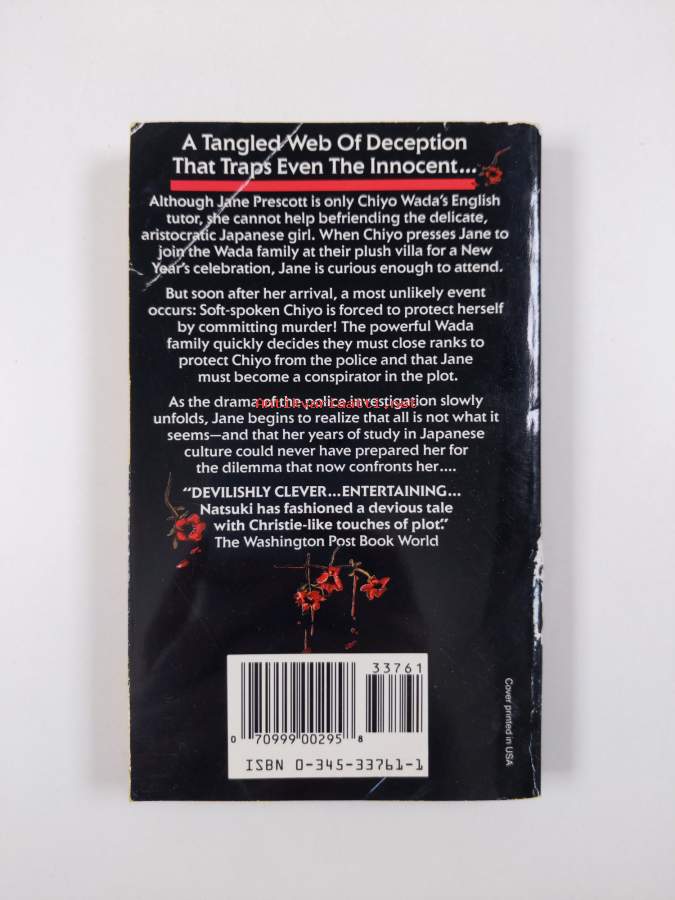 A Tangled Web Of Deception
That Traps Even The Innocent...
Although Jane Prescott is only Chiyo Wada's English
tutor, she cannot help befriending the delicate,
aristocratic Japanese girl. When Chiyo presses Jane to
join the Wada family at their plush villa for a New
Year's celebration, Jane is curious enough to attend.
But soon after her arrival, a most unlikely event
occurs: Soft-spoken Chiyo is forced to protect herself
by committing murder! The powerful Wada
family quickly decides they must close ranks to
protect Chiyo from the police and that Jane
must become a conspirator in the plot.
As the drama of the police investigation slowly
Antikvariaatti.net
unfolds, Jane begins to realize that all is not what it
seems—and that her years of study in Japanese
culture could never have prepared her for
the dilemma that now confronts her....
"DEVILISHLY CLEVER...ENTERTAINING...
Natsuki has fashioned a devious tale
with Christie-like touches of plot."
The Washington Post Book World
33761
0 70999 00295 8
ISBN 0-345-33761-1
Cover printed in USA